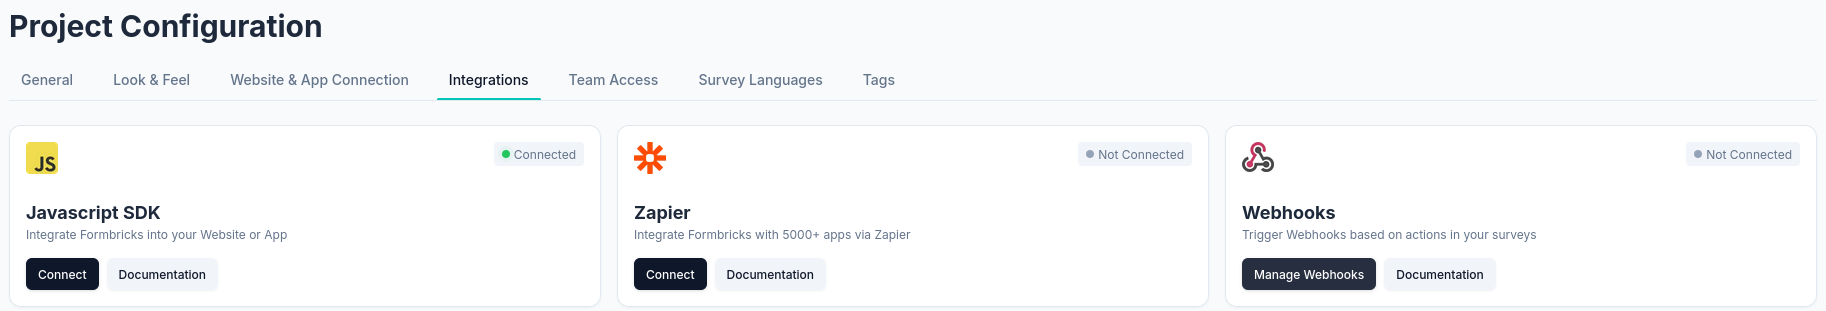 Project Configuration
General Look & Feel Website & App Connection Integrations Team Access Survey Languages Tags
JS Connected
Javascript SDK
Integrate Formbricks into your Website or App
Connect Documentation
Not Connected
Zapier
Integrate Formbricks with 5000+ apps via Zapier
Connect Documentation
Not Connected
Webhooks
Trigger Webhooks based on actions in your surveys
Manage Webhooks Documentation